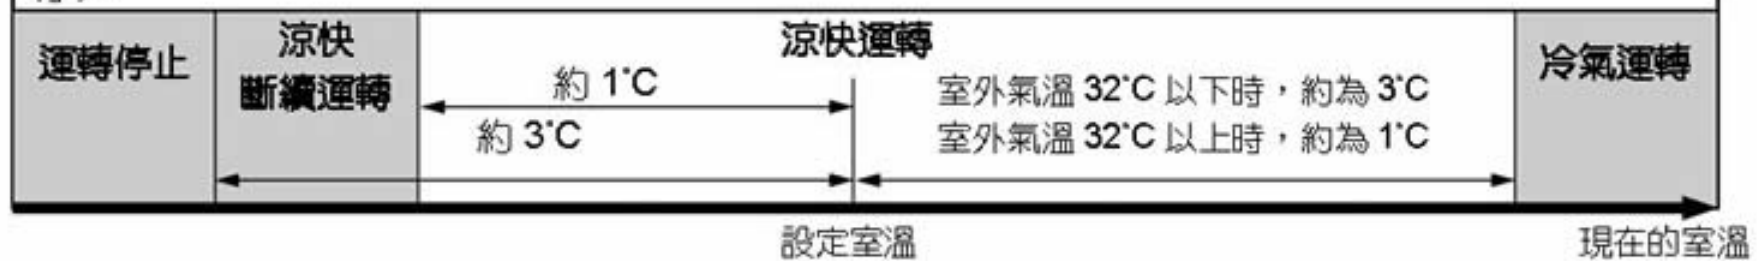 運轉停止
涼快
斷續運轉
涼快運轉
約 1°C
約 3°C
室外氣溫 32°C 以下時，約為 3°C
室外氣溫 32°C 以上時，約為 1°C
冷氣運轉
設定室溫
現在的室溫